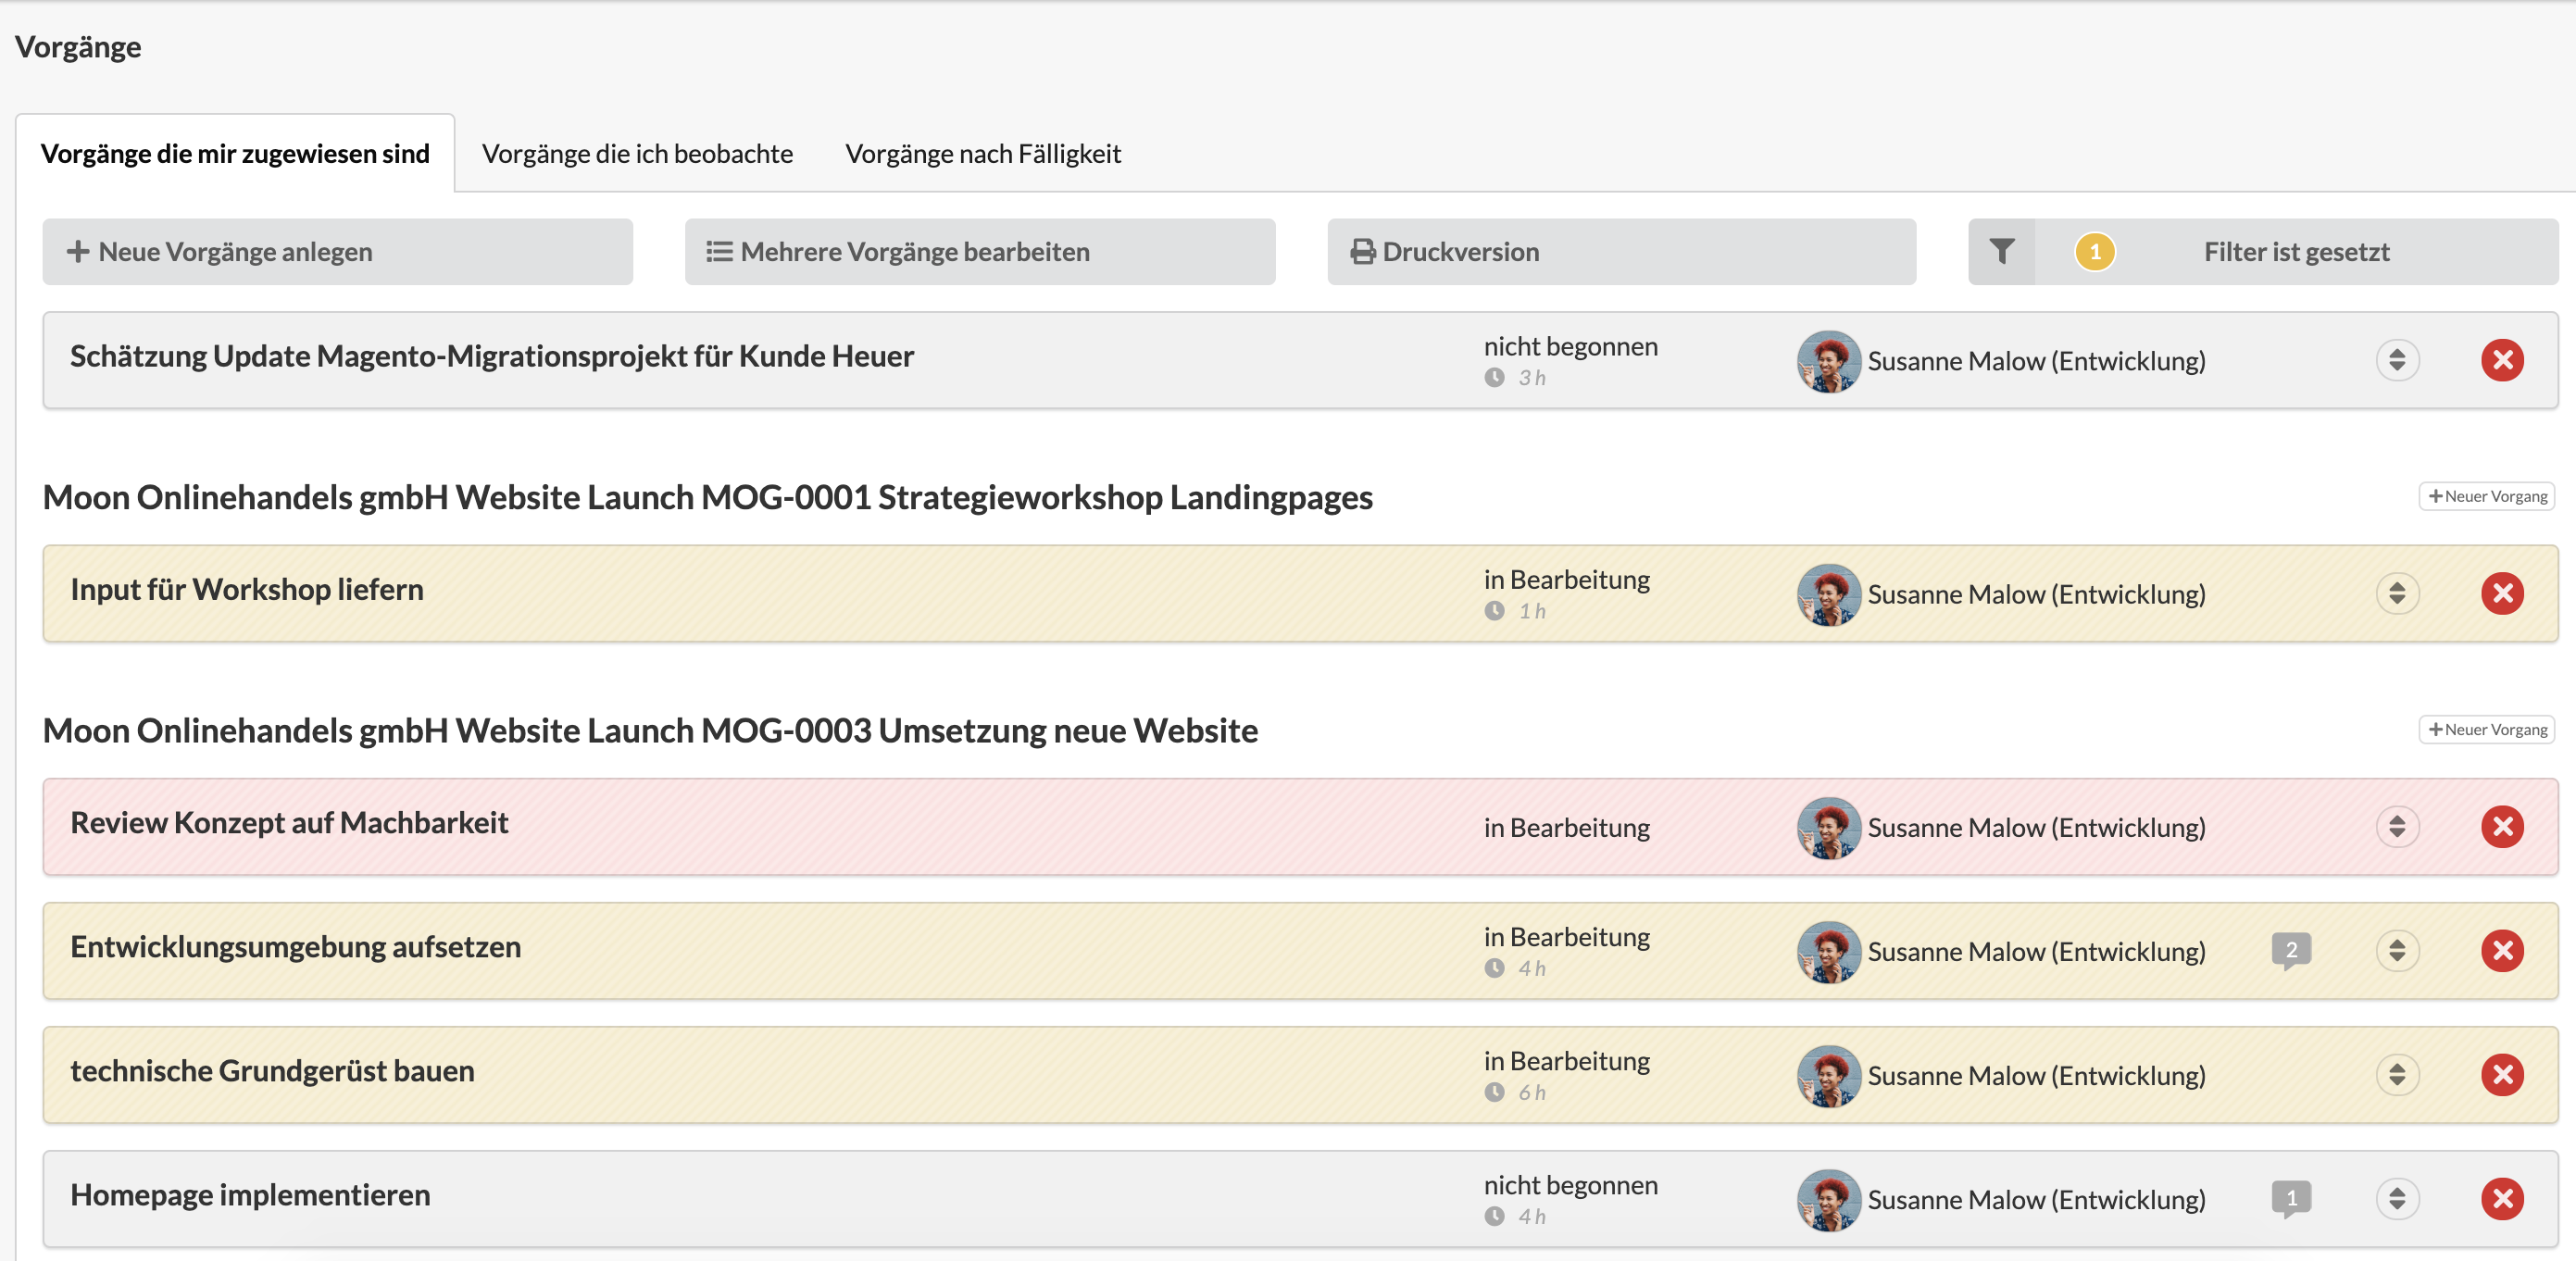 Vorgänge
Vorgänge die mir zugewiesen sind Vorgänge die ich beobachte Vorgänge nach Fälligkeit
Neue Vorgänge anlegen Mehrere Vorgänge bearbeiten Druckversion 1 Filter ist gesetzt
Schätzung Update Magento-Migrationsprojekt für Kunde Heuer nicht begonnen Susanne Malow (Entwicklung)
3 h
Moon Onlinehandels gmbH Website Launch MOG-0001 Strategieworkshop Landingpages +Neuer Vorgang
Input für Workshop liefern in Bearbeitung Susanne Malow (Entwicklung)
1 h
Moon Onlinehandels gmbH Website Launch MOG-0003 Umsetzung neue Website +Neuer Vorgang
Review Konzept auf Machbarkeit in Bearbeitung Susanne Malow (Entwicklung)
Entwicklungsumgebung aufsetzen in Bearbeitung Susanne Malow (Entwicklung) 2
4 h
technische Grundgerüst bauen in Bearbeitung Susanne Malow (Entwicklung)
6 h
Homepage implementieren nicht begonnen Susanne Malow (Entwicklung) 1
4 h